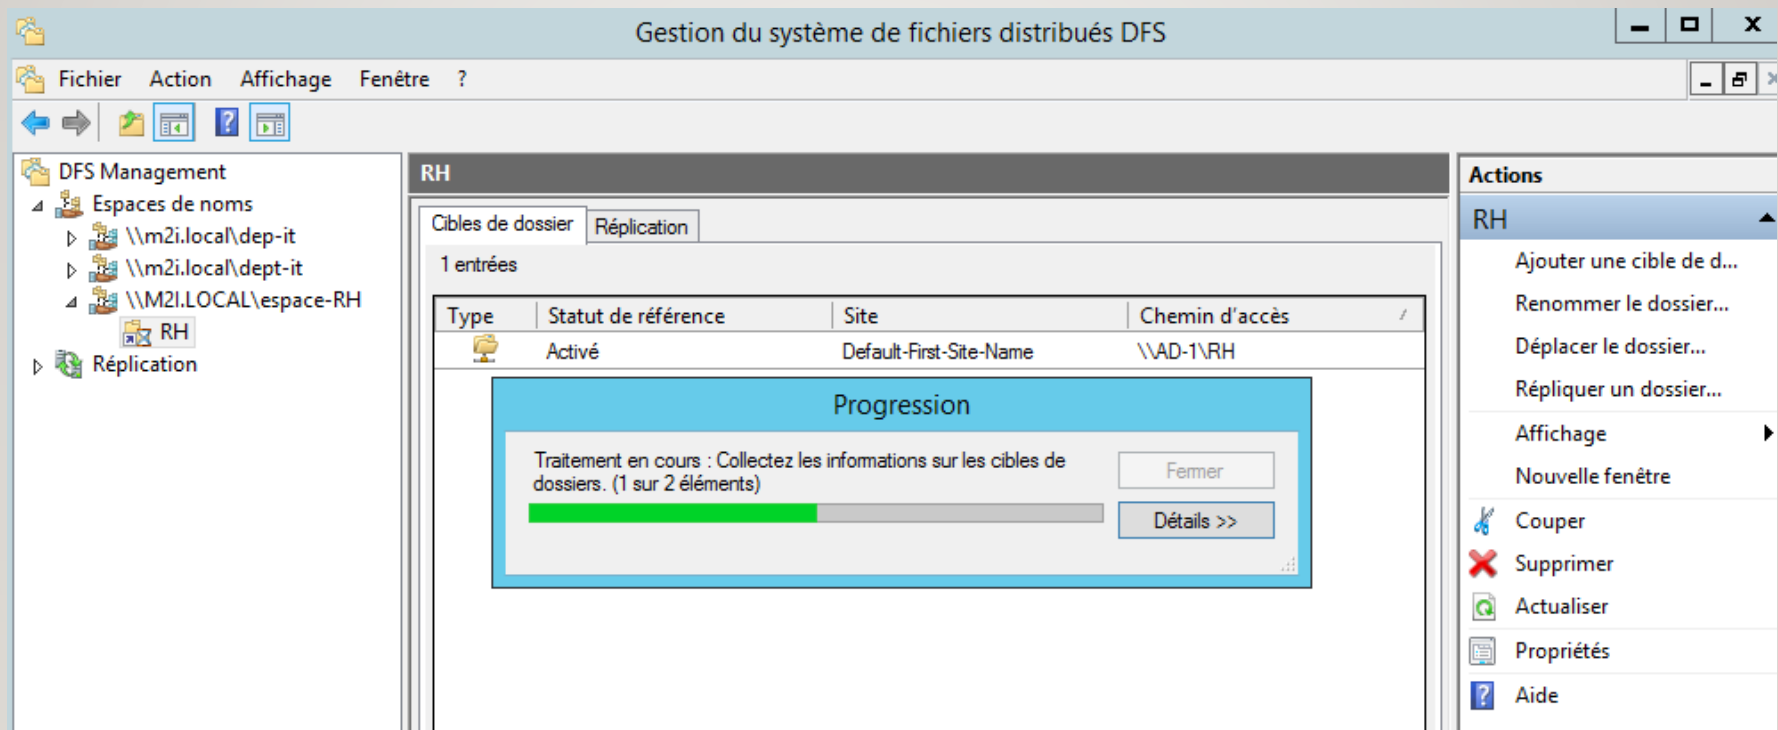 Gestion du système de fichiers distribués DFS
Fichier Action Affichage Fenêtre ?
DFS Management
Espaces de noms
\\m2i.local\dep-it
\\m2i.local\dept-it
\\M2I.LOCAL\espace-RH
RH
Réplication
RH
Cibles de dossier Réplication
1 entrées
Type Statut de référence Site Chemin d'accès
Activé Default-First-Site-Name \\AD-1\RH
Progression
Traitement en cours : Collectez les informations sur les cibles de
dossiers. (1 sur 2 éléments)
Fermer
Détails >>
Actions
RH
Ajouter une cible de d...
Renommer le dossier...
Déplacer le dossier...
Répliquer un dossier...
Affichage
Nouvelle fenêtre
Couper
Supprimer
Actualiser
Propriétés
Aide